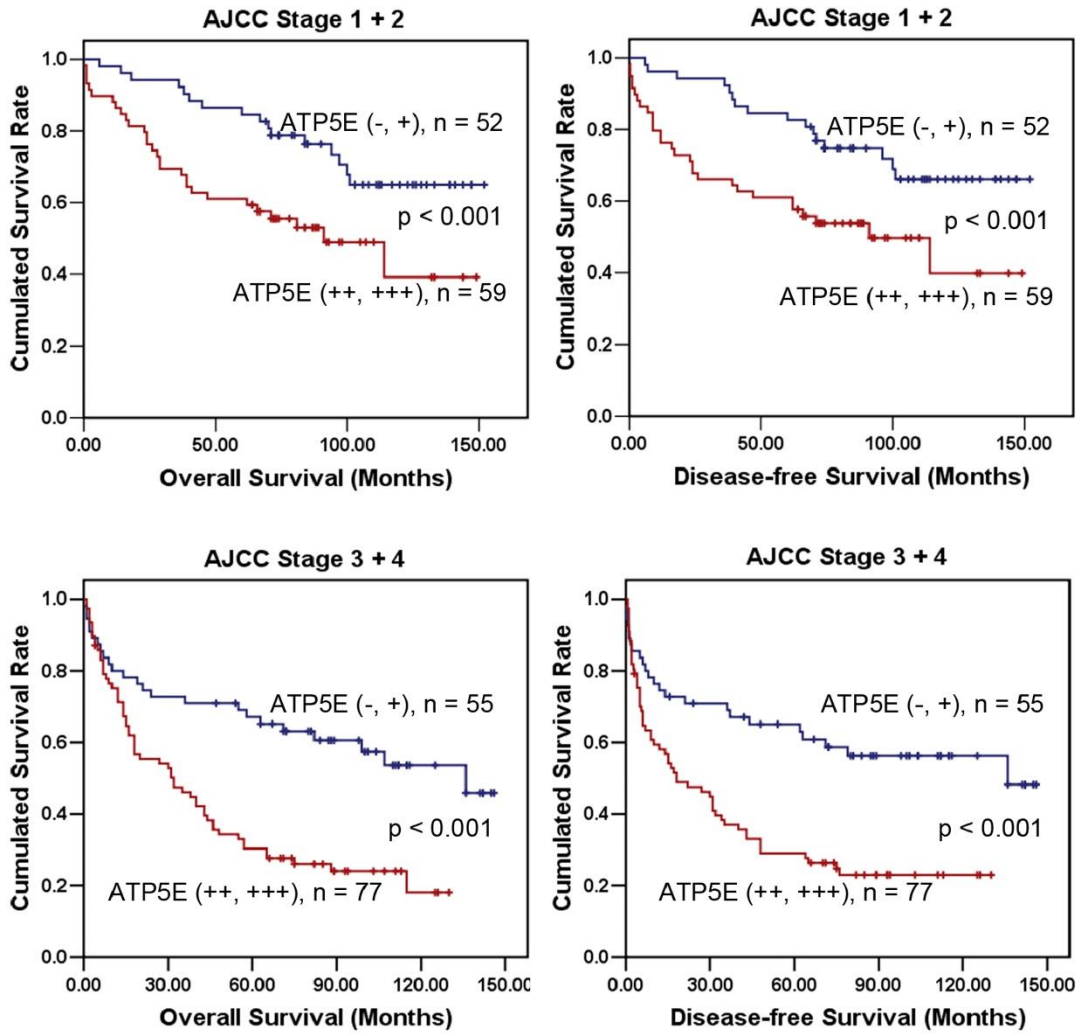 AJCC Stage 1 + 2
Cumulated Survival Rate
1.0
0.8
0.6
0.4
0.2
0.0
ATP5E (-, +), n = 52
p < 0.001
ATP5E (++, +++), n = 59
0.00 50.00 100.00 150.00
Overall Survival (Months)
AJCC Stage 1 + 2
Cumulated Survival Rate
1.0
0.8
0.6
0.4
0.2
0.0
ATP5E (-, +), n = 52
p < 0.001
ATP5E (++, +++), n = 59
0.00 50.00 100.00 150.00
Disease-free Survival (Months)
AJCC Stage 3 + 4
Cumulated Survival Rate
1.0
0.8
0.6
0.4
0.2
0.0
ATP5E (-, +), n = 55
p < 0.001
ATP5E (++, +++), n = 77
0.00 30.00 60.00 90.00 120.00 150.00
Overall Survival (Months)
AJCC Stage 3 + 4
Cumulated Survival Rate
1.0
0.8
0.6
0.4
0.2
0.0
ATP5E (-, +), n = 55
p < 0.001
ATP5E (++, +++), n = 77
0.00 30.00 60.00 90.00 120.00 150.00
Disease-free Survival (Months)